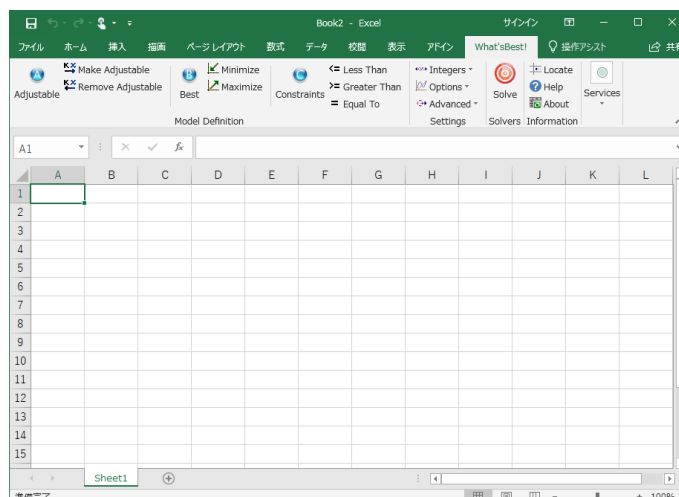 Book2 - Excel サインイン
ファイル ホーム 挿入 描画 ページ レイアウト 数式 データ 校閲 表示 アドイン What'sBest! 操作アシスト 共有
Make Adjustable Minimize <= Less Than Integers Locate
Remove Adjustable Maximize >= Greater Than Options Help
Adjustable Best Constraints = Equal To Advanced Solve About Services
Model Definition Settings Solvers Information
A1 fx
A B C D E F G H I J K L
1
2
3
4
5
6
7
8
9
10
11
12
13
14
15
Sheet1
準備完了 100%